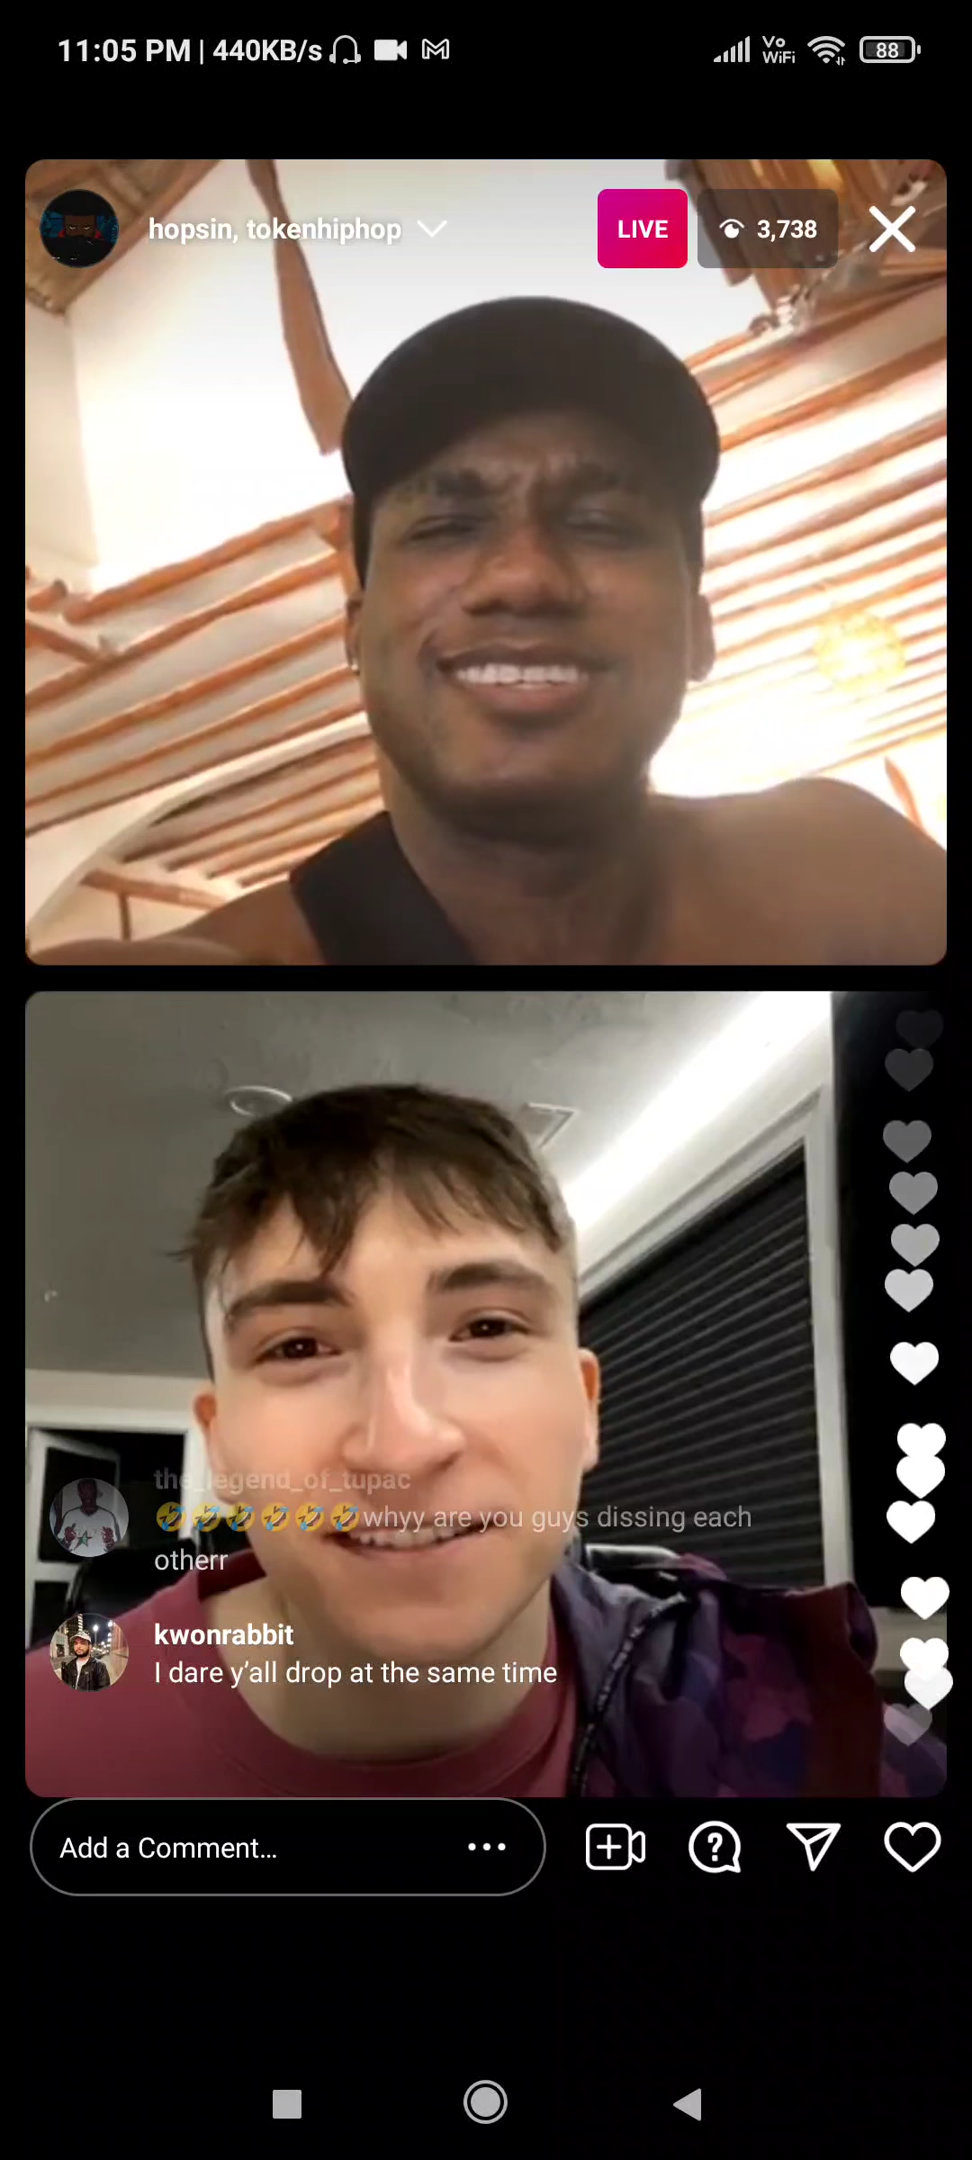 11:05 PM | 440KB/s
Vo
WiFi
88
hopsin, tokenhiphop
LIVE
3,738
the_legend_of_tupac
🤣🤣🤣🤣🤣🤣whyy are you guys dissing each
otherr
kwonrabbit
I dare y’all drop at the same time
Add a Comment...